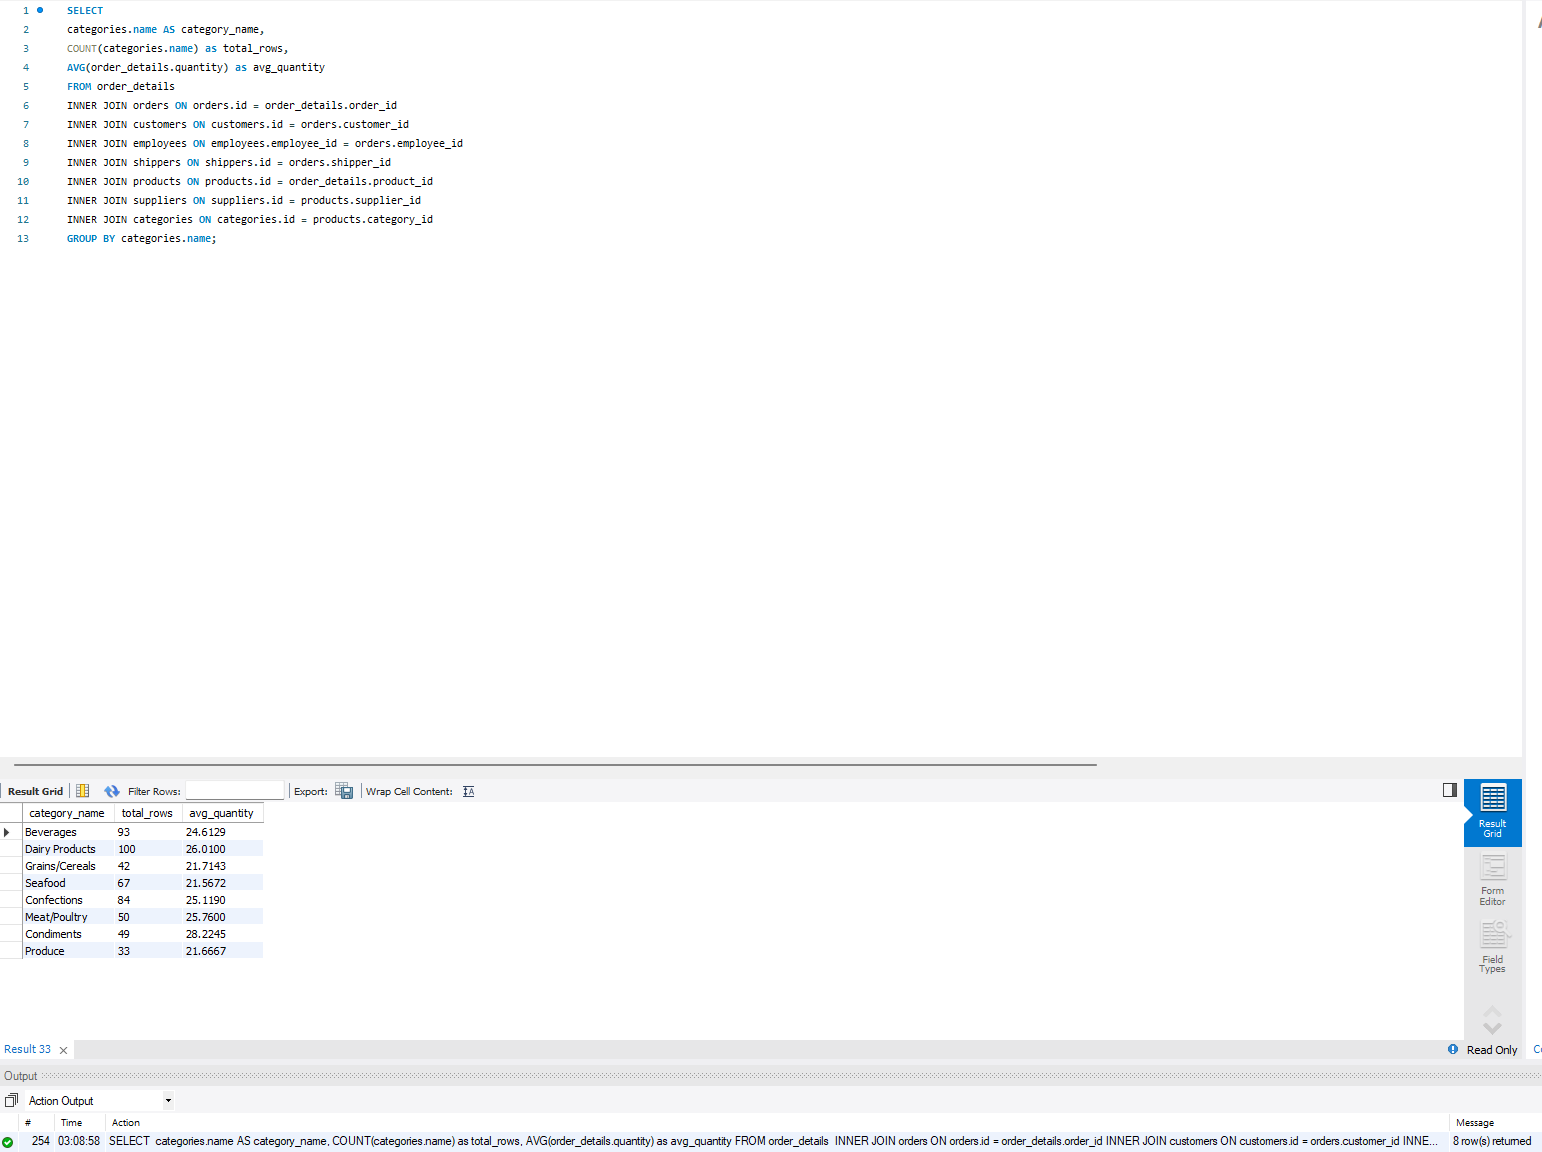 1 SELECT
2 categories.name AS category_name,
3 COUNT(categories.name) as total_rows,
4 AVG(order_details.quantity) as avg_quantity
5 FROM order_details
6 INNER JOIN orders ON orders.id = order_details.order_id
7 INNER JOIN customers ON customers.id = orders.customer_id
8 INNER JOIN employees ON employees.employee_id = orders.employee_id
9 INNER JOIN shippers ON shippers.id = orders.shipper_id
10 INNER JOIN products ON products.id = order_details.product_id
11 INNER JOIN suppliers ON suppliers.id = products.supplier_id
12 INNER JOIN categories ON categories.id = products.category_id
13 GROUP BY categories.name;
Result Grid Filter Rows: Export: Wrap Cell Content:
category_name total_rows avg_quantity
Beverages 93 24.6129
Dairy Products 100 26.0100
Grains/Cereals 42 21.7143
Seafood 67 21.5672
Confections 84 25.1190
Meat/Poultry 50 25.7600
Condiments 49 28.2245
Produce 33 21.6667
Result
Grid
Form
Editor
Field
Types
Result 33 Read Only
Output
Action Output
# Time Action Message
254 03:08:58 SELECT categories.name AS category_name, COUNT(categories.name) as total_rows, AVG(order_details.quantity) as avg_quantity FROM order_details INNER JOIN orders ON orders.id = order_details.order_id INNER JOIN customers ON customers.id = orders.customer_id INNE... 8 row(s) returned